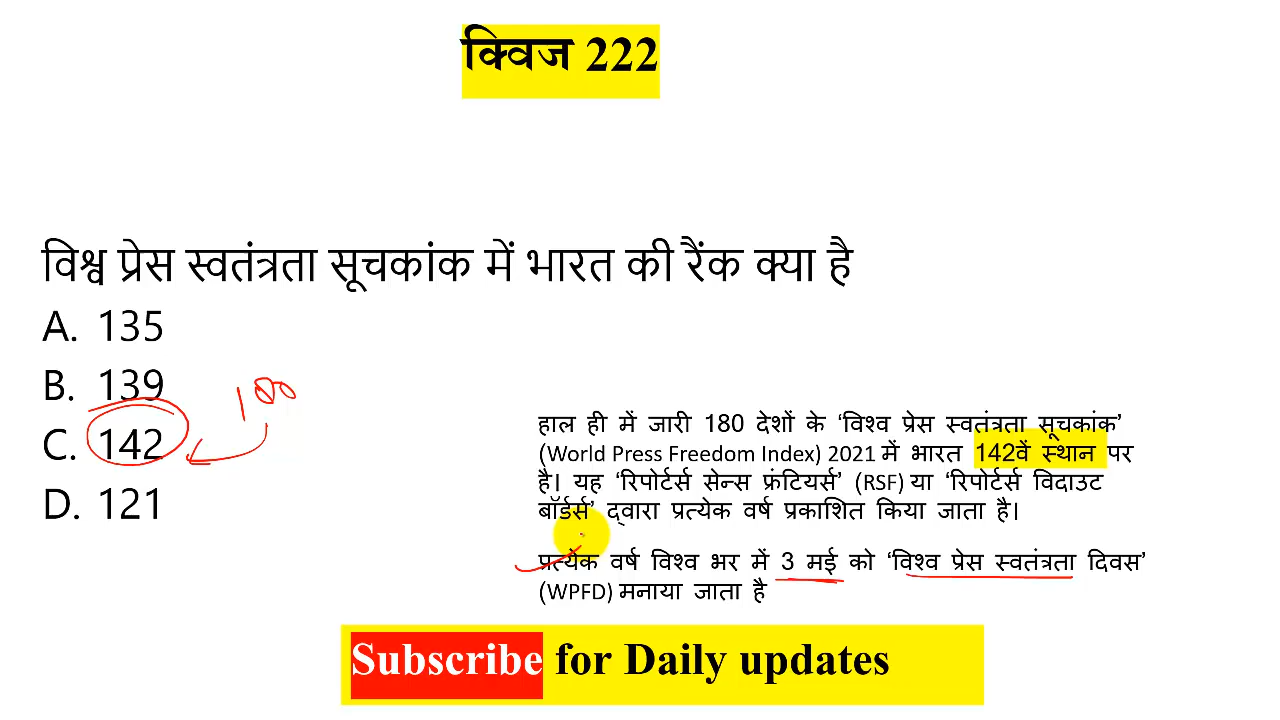 क्विज 222
विश्व प्रेस स्वतंत्रता सूचकांक में भारत की रैंक क्या है
A. 135
B. 139
180
C. 142
D. 121
हाल ही में जारी 180 देशों के ‘विश्व प्रेस स्वतंत्रता सूचकांक’
(World Press Freedom Index) 2021 में भारत 142वें स्थान पर
है। यह ‘रिपोर्टर्स सेन्स फ्रंटियर्स’ (RSF) या ‘रिपोर्टर्स विदाउट
बॉर्डर्स’ द्वारा प्रत्येक वर्ष प्रकाशित किया जाता है।
प्रत्येक वर्ष विश्व भर में 3 मई को ‘विश्व प्रेस स्वतंत्रता दिवस’
(WPFD) मनाया जाता है
Subscribe for Daily updates